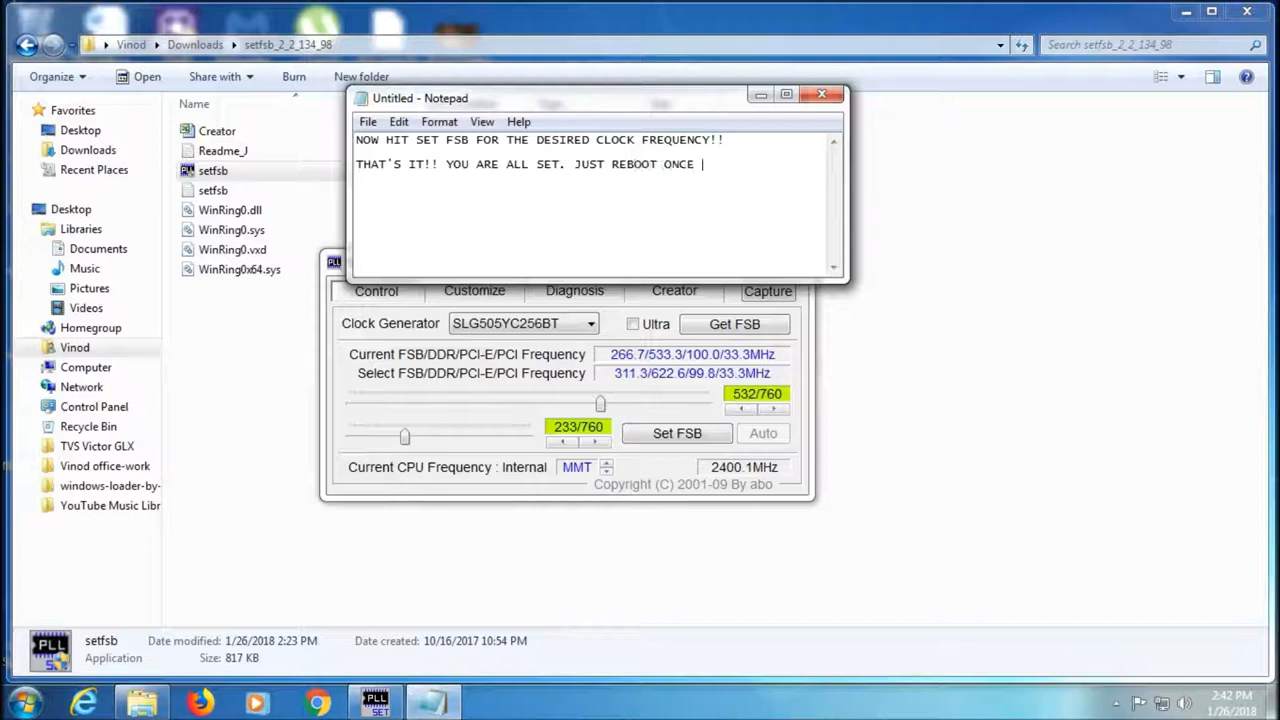 Vinod ▸ Downloads ▸ setfsb_2_2_134_98
Search setfsb_2_2_134_98
Organize Open Share with Burn New folder
Favorites
Desktop
Downloads
Recent Places
Desktop
Libraries
Documents
Music
Pictures
Videos
Homegroup
Vinod
Computer
Network
Control Panel
Recycle Bin
TVS Victor GLX
Vinod office-work
windows-loader-by-
YouTube Music Libr
Name
Creator
Readme_J
setfsb
setfsb
WinRing0.dll
WinRing0.sys
WinRing0.vxd
WinRing0x64.sys
Untitled - Notepad
File Edit Format View Help
NOW HIT SET FSB FOR THE DESIRED CLOCK FREQUENCY!!
THAT'S IT!! YOU ARE ALL SET. JUST REBOOT ONCE
Control Customize Diagnosis Creator Capture
Clock Generator SLG505YC256BT Ultra Get FSB
Current FSB/DDR/PCI-E/PCI Frequency 266.7/533.3/100.0/33.3MHz
Select FSB/DDR/PCI-E/PCI Frequency 311.3/622.6/99.8/33.3MHz
532/760
233/760 Set FSB Auto
Current CPU Frequency : Internal MMT 2400.1MHz
Copyright (C) 2001-09 By abo
PLL
setfsb Date modified: 1/26/2018 2:23 PM Date created: 10/16/2017 10:54 PM
Application Size: 817 KB
PLL
SET
2:42 PM
1/26/2018